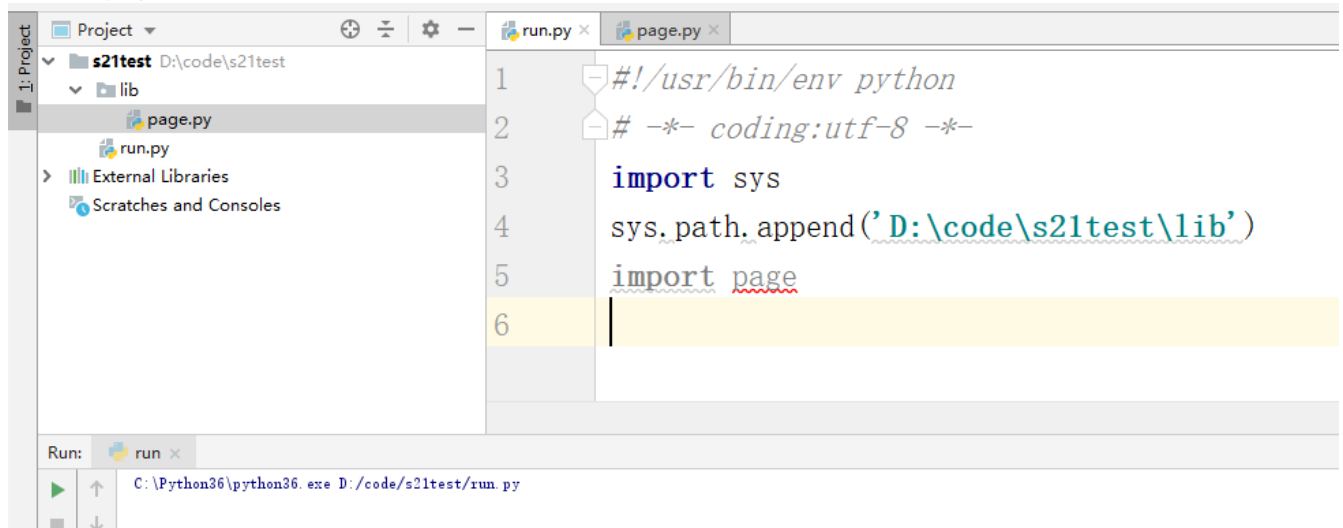 Project
run.py
page.py
1: Project
s21test D:\code\s21test
lib
page.py
run.py
External Libraries
Scratches and Consoles
1 #!/usr/bin/env python
2 # -*- coding:utf-8 -*-
3 import sys
4 sys.path.append('D:\code\s21test\lib')
5 import page
6
Run: run
C:\Python36\python36.exe D:/code/s21test/run.py